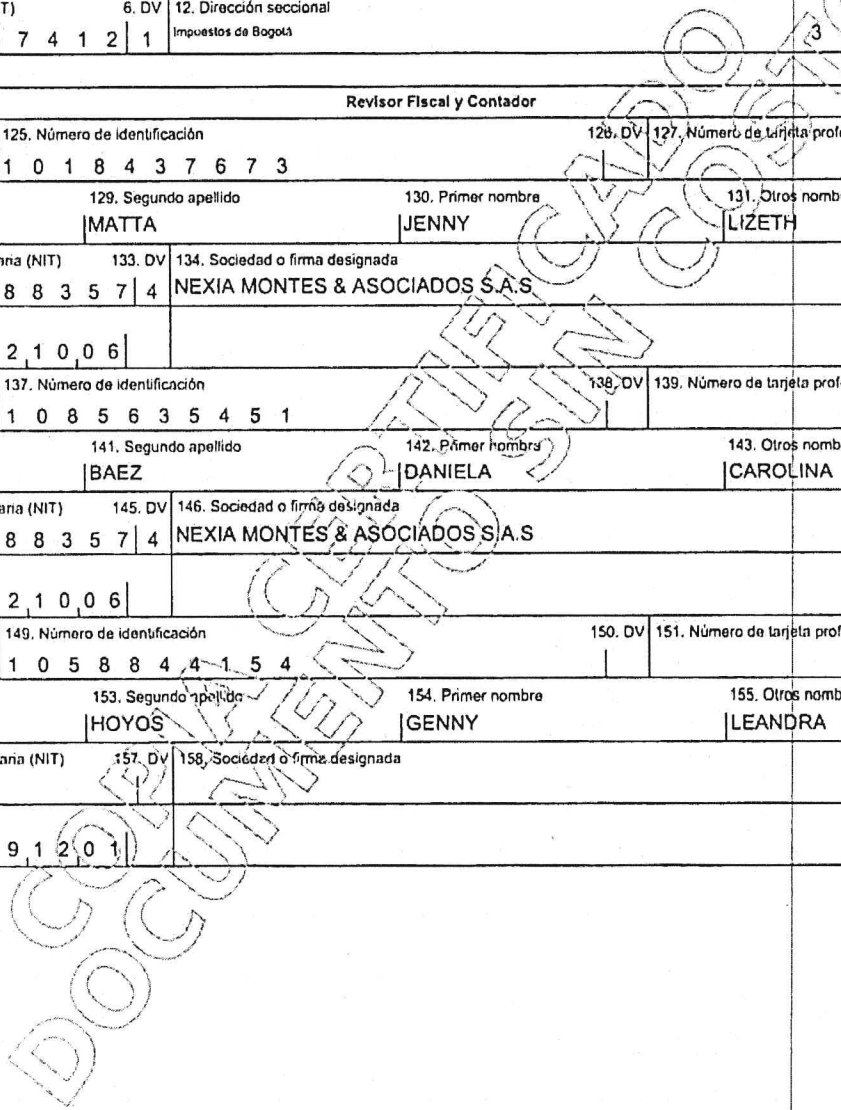 T) 6. DV 12. Dirección seccional
7 4 1 2 1 Impuestos de Bogotá 3
Revisor Fiscal y Contador
125. Número de identificación 126. DV 127. Número de tarjeta profe
1 0 1 8 4 3 7 6 7 3
129. Segundo apellido 130. Primer nombre 131. Otros nomb
MATTA JENNY LIZETH
aria (NIT) 133. DV 134. Sociedad o firma designada
8 8 3 5 7 4 NEXIA MONTES & ASOCIADOS S.A.S
2 1 0 0 6
137. Número de identificación 138. DV 139. Número de tarjeta prof
1 0 8 5 6 3 5 4 5 1
141. Segundo apellido 142. Primer nombre 143. Otros nomb
BAEZ DANIELA CAROLINA
aria (NIT) 145. DV 146. Sociedad o firma designada
8 8 3 5 7 4 NEXIA MONTES & ASOCIADOS S.A.S
2 1 0 0 6
149. Número de identificación 150. DV 151. Número de tarjeta prof
1 0 5 8 8 4 4 1 5 4
153. Segundo apellido 154. Primer nombre 155. Otros nomb
HOYOS GENNY LEANDRA
aria (NIT) 157. DV 158. Sociedad o firma designada
9 1 2 0 1
COPIA CERTIFICADO
DOCUMENTO SIN COSTO